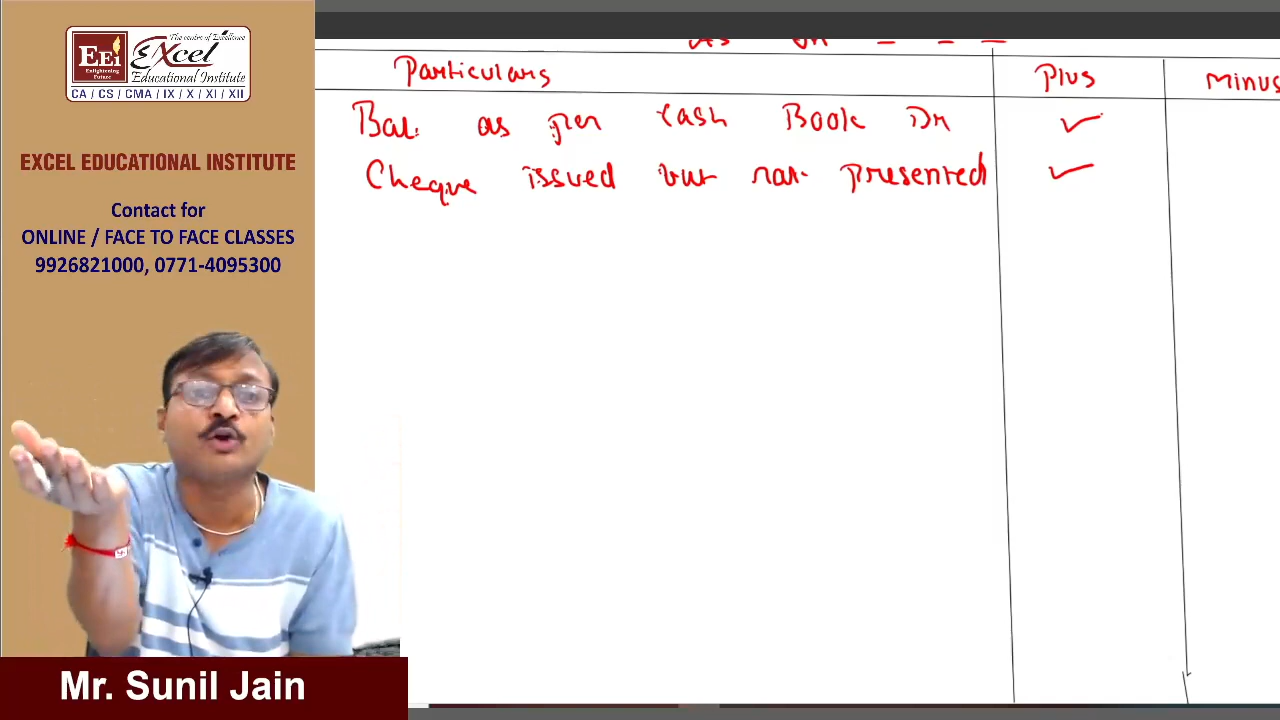 The centre of Excellence
EEi Excel
Enlightening Future
Educational Institute
CA / CS / CMA / IX / X / XI / XII
EXCEL EDUCATIONAL INSTITUTE
Contact for
ONLINE / FACE TO FACE CLASSES
9926821000, 0771-4095300
As on - - -
Particulars Plus Minus
Bal. as per Cash Book Dr
Cheque issued but not presented
Mr. Sunil Jain